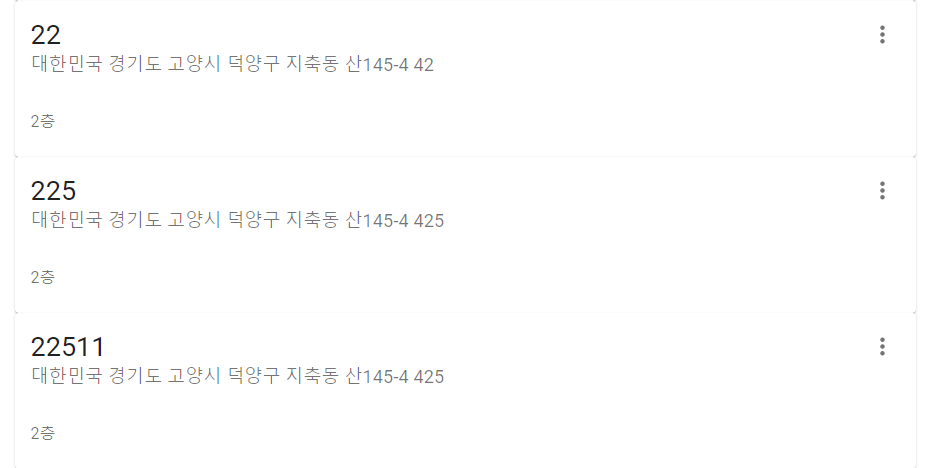 22
대한민국 경기도 고양시 덕양구 지축동 산145-4 42
2층
225
대한민국 경기도 고양시 덕양구 지축동 산145-4 425
2층
22511
대한민국 경기도 고양시 덕양구 지축동 산145-4 425
2층